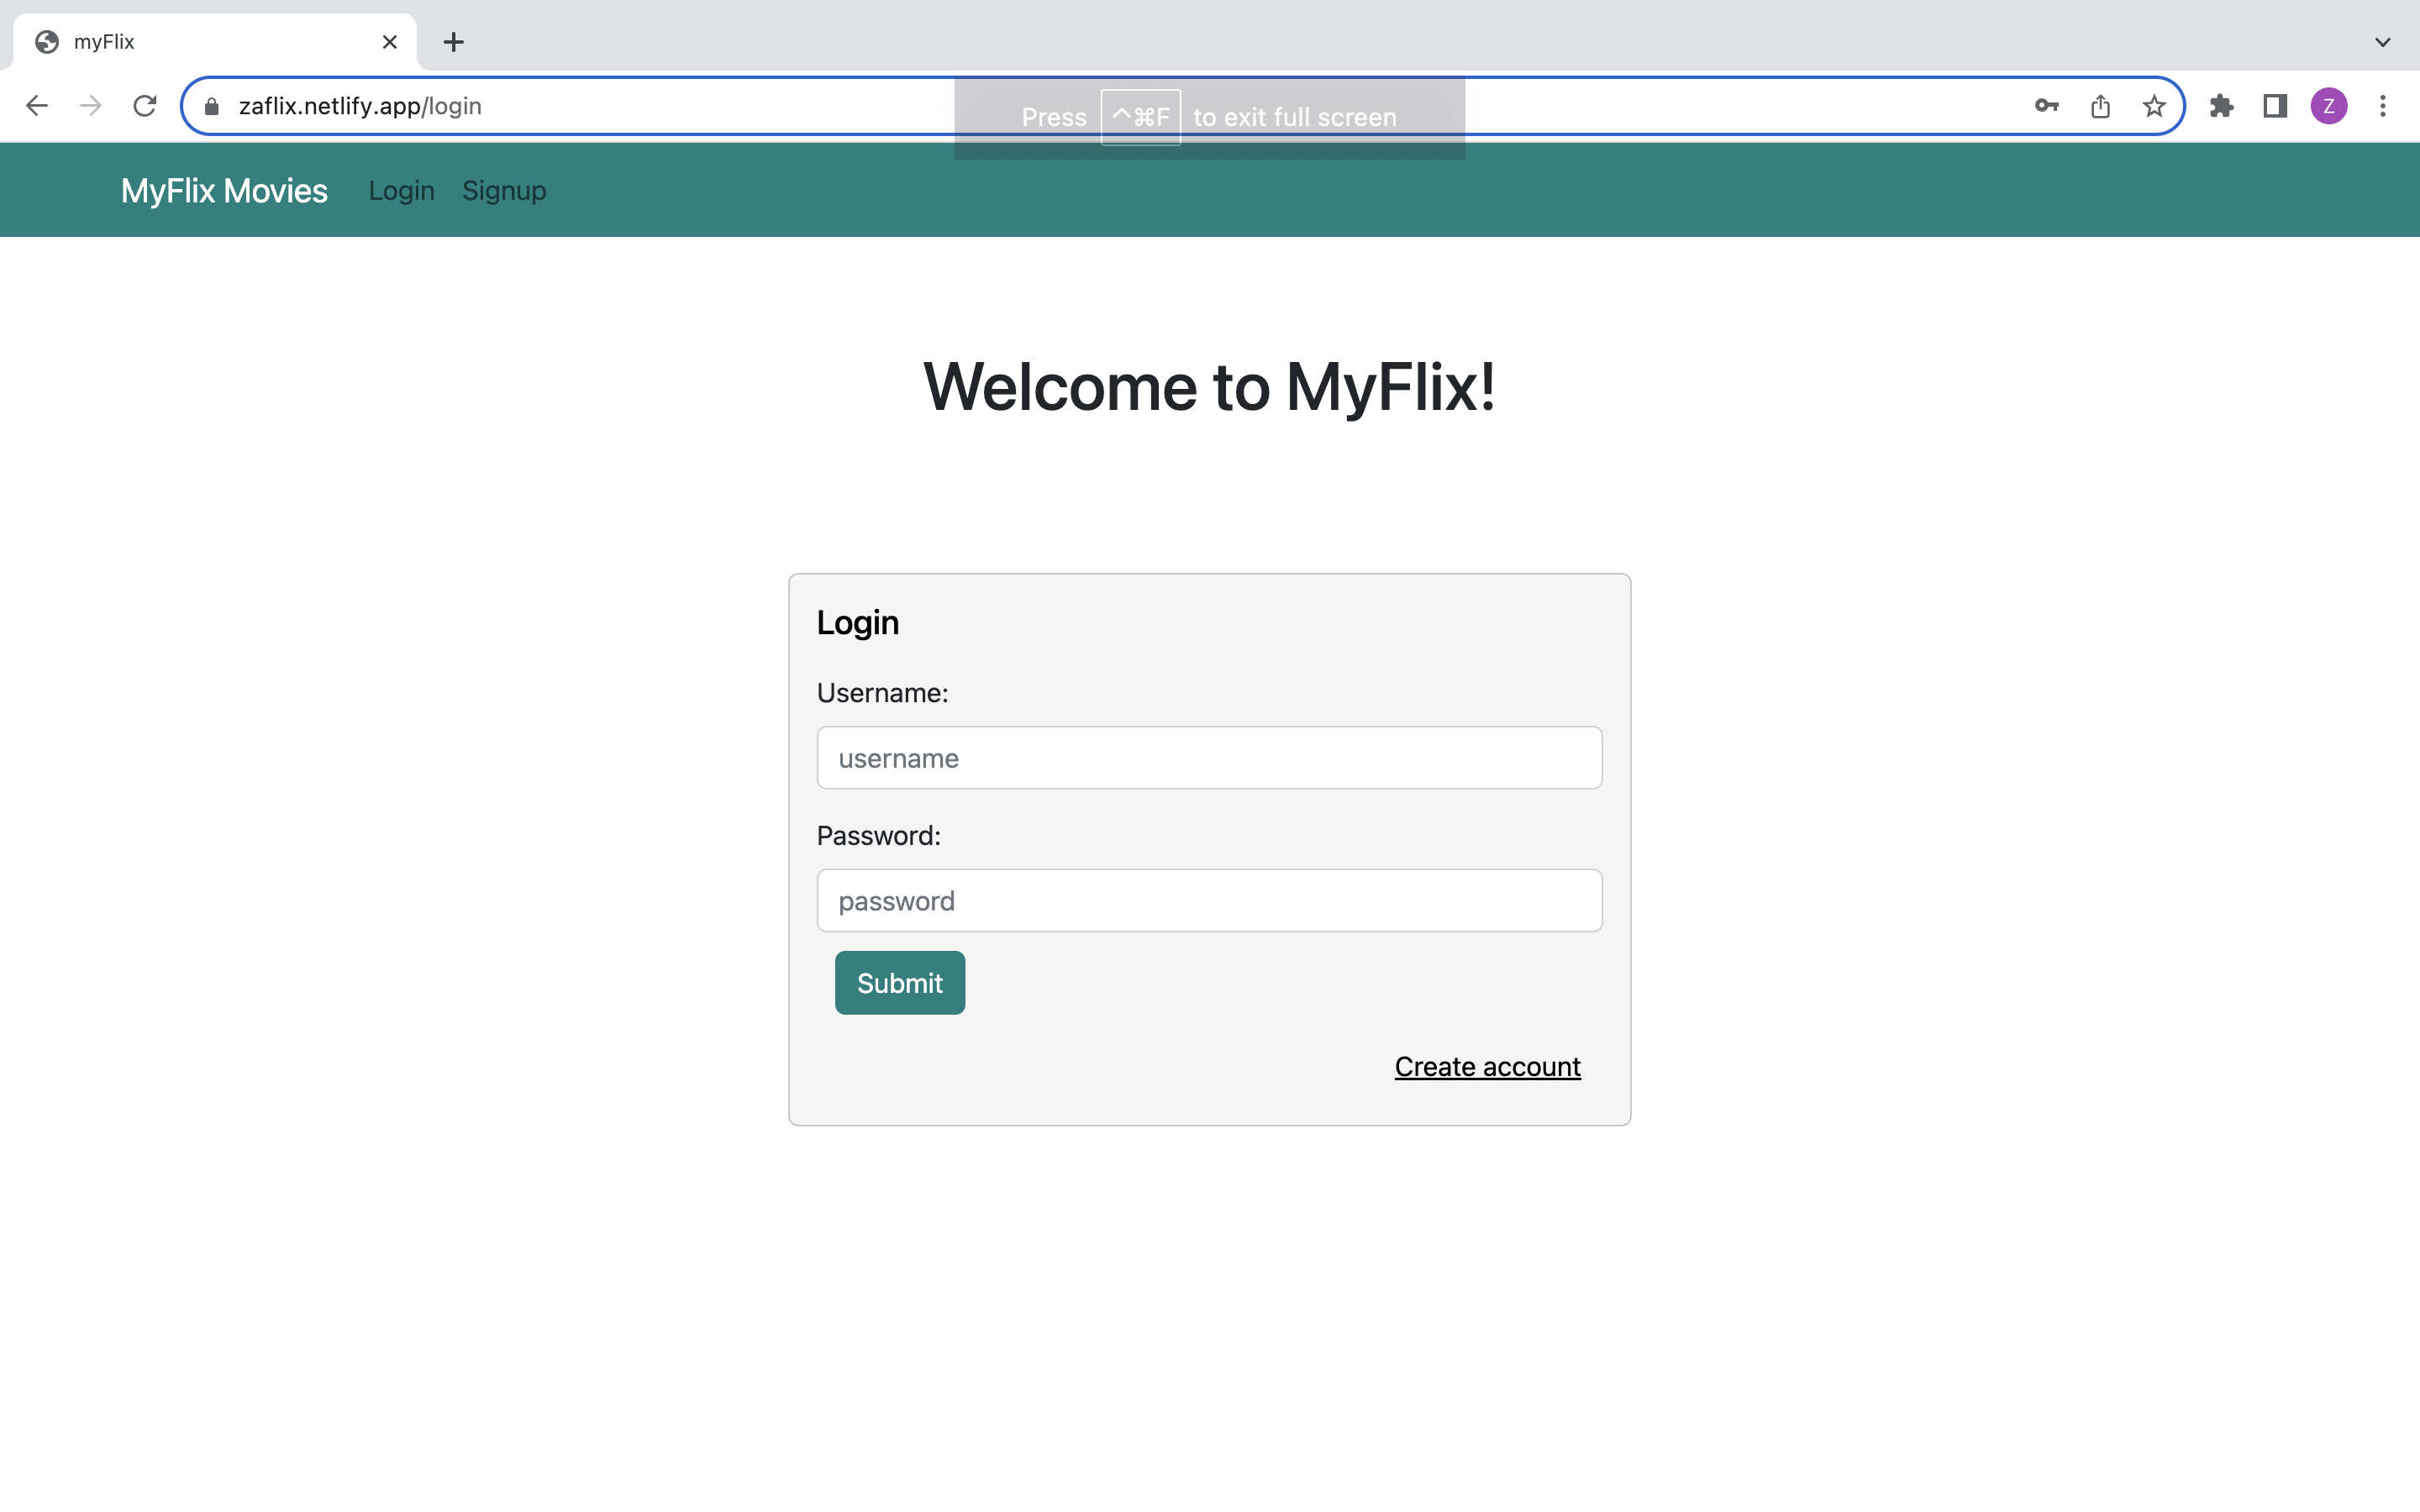 myFlix
zaflix.netlify.app/login
Press ^⌘F to exit full screen
Z
MyFlix Movies Login Signup
Welcome to MyFlix!
Login
Username:
username
Password:
password
Submit
Create account